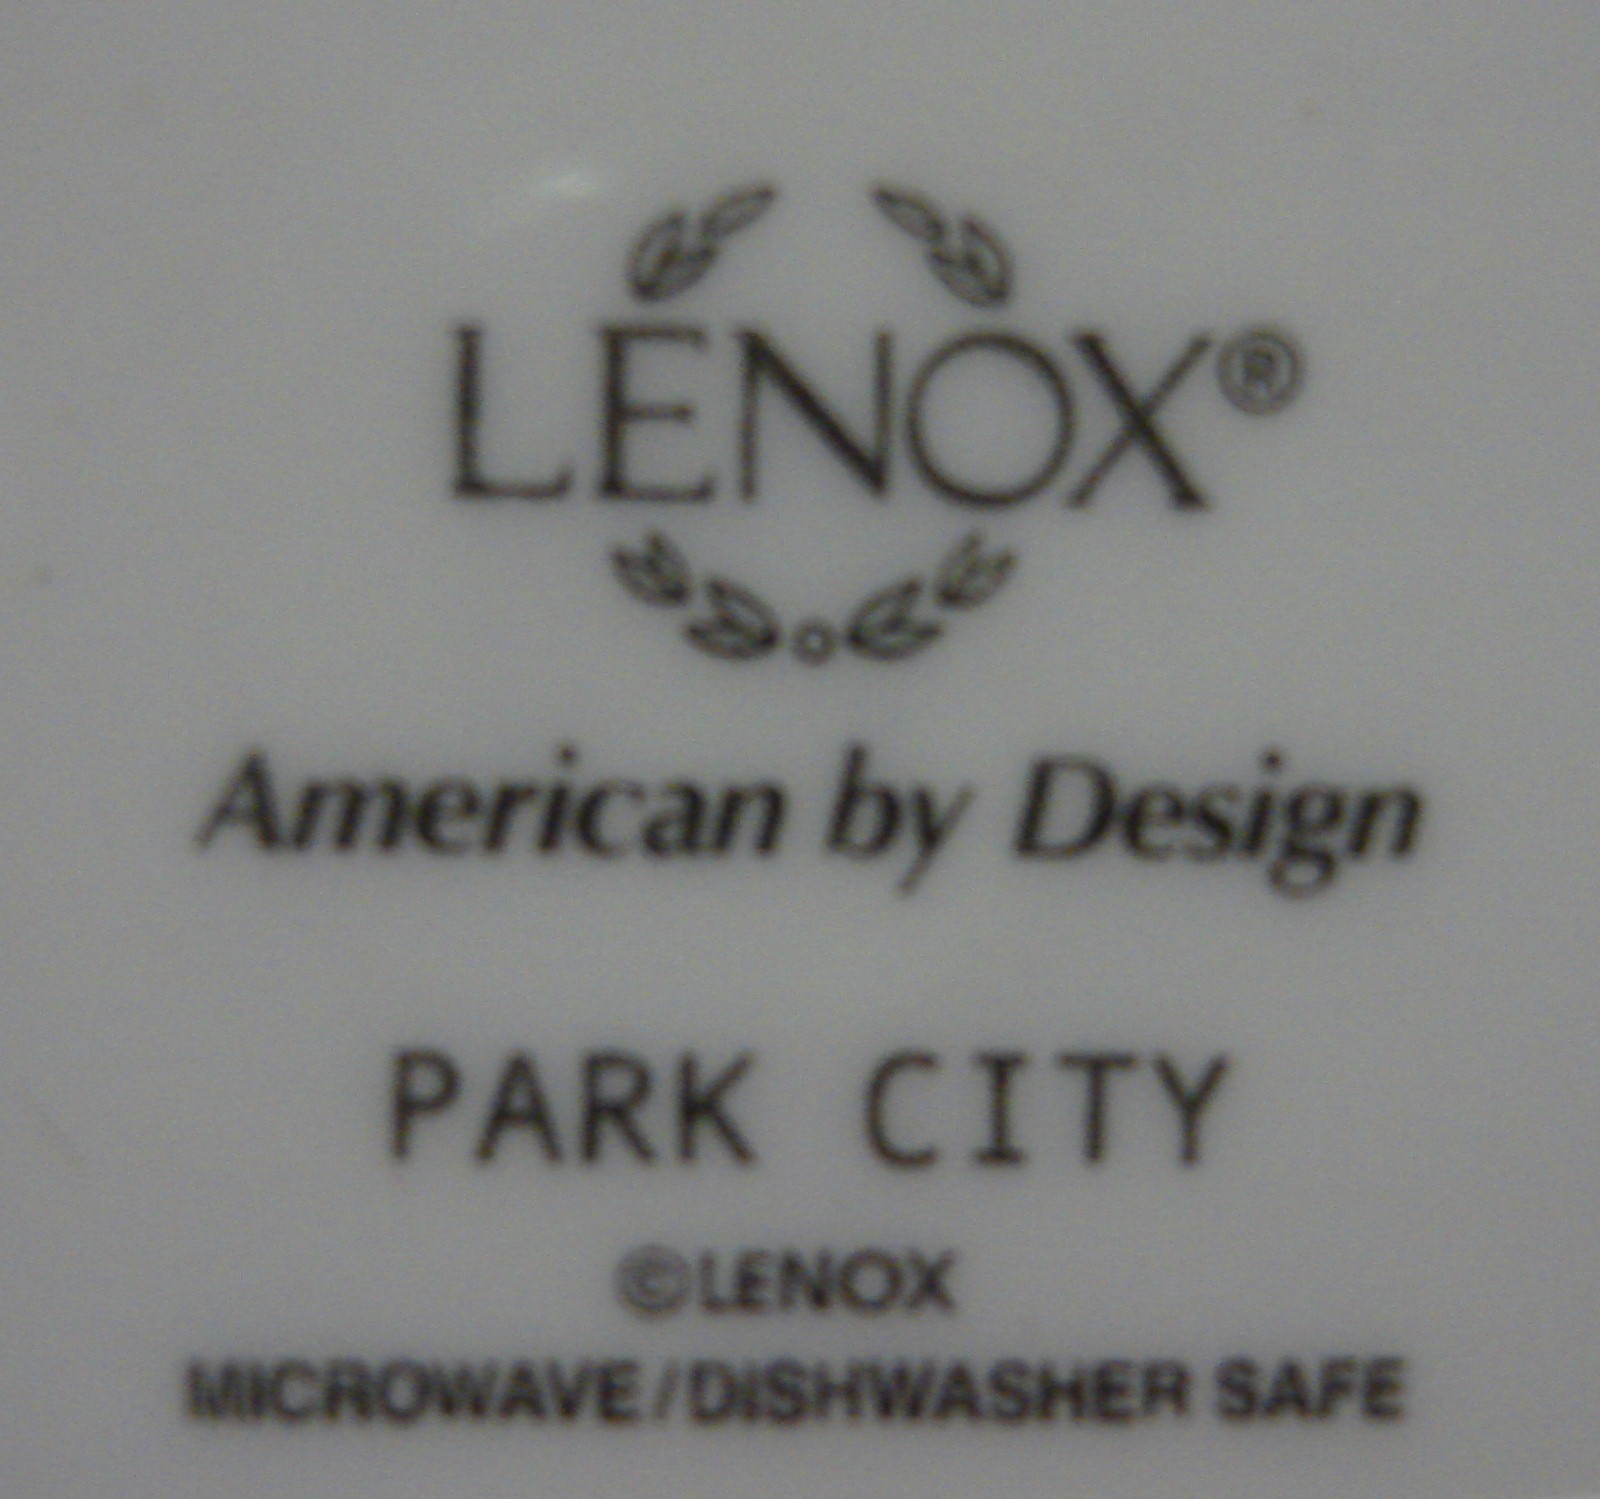 LENOX®
American by Design
PARK CITY
©LENOX
MICROWAVE/DISHWASHER SAFE